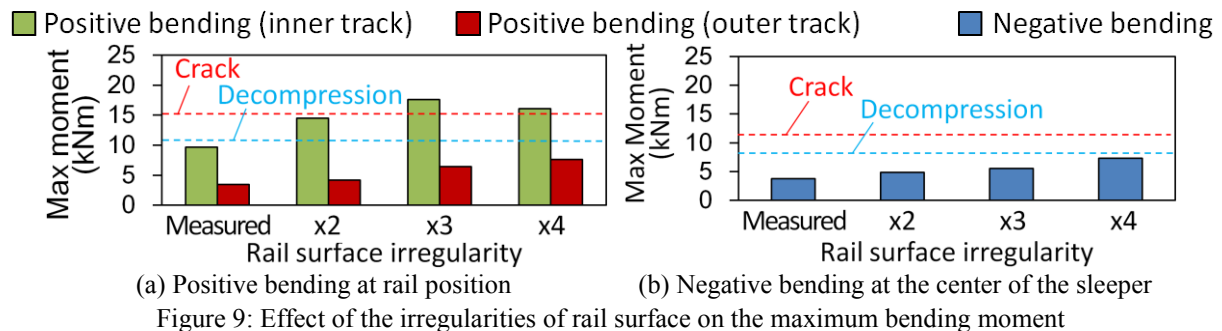 Positive bending (inner track) Positive bending (outer track) Negative bending
Max moment
(kNm)
25
20
15
10
5
0
Crack
Decompression
Measured x2 x3 x4
Rail surface irregularity
(a) Positive bending at rail position
Max Moment
(kNm)
25
20
15
10
5
0
Crack
Decompression
Measured x2 x3 x4
Rail surface irregularity
(b) Negative bending at the center of the sleeper
Figure 9: Effect of the irregularities of rail surface on the maximum bending moment